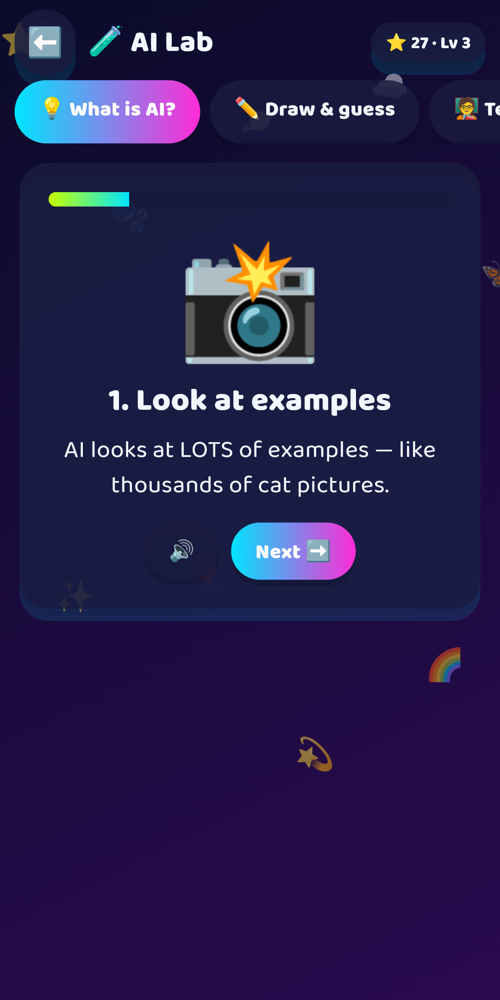 AI Lab
27 · Lv 3
What is AI?
Draw & guess
Te
1. Look at examples
AI looks at LOTS of examples — like
thousands of cat pictures.
Next